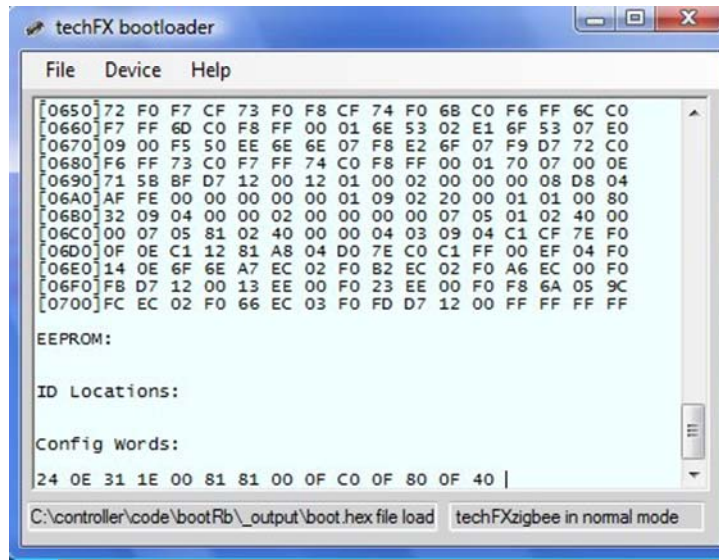 techFX bootloader
File Device Help
[0650]72 F0 F7 CF 73 F0 F8 CF 74 F0 6B C0 F6 FF 6C C0
[0660]F7 FF 6D C0 F8 FF 00 01 6E 53 02 E1 6F 53 07 E0
[0670]09 00 F5 50 EE 6E 6E 07 F8 E2 6F 07 F9 D7 72 C0
[0680]F6 FF 73 C0 F7 FF 74 C0 F8 FF 00 01 70 07 00 0E
[0690]71 5B BF D7 12 00 12 01 00 02 00 00 00 08 D8 04
[06A0]AF FE 00 00 00 00 00 01 09 02 20 00 01 01 00 80
[06B0]32 09 04 00 00 02 00 00 00 00 07 05 01 02 40 00
[06C0]00 07 05 81 02 40 00 00 04 03 09 04 C1 CF 7E F0
[06D0]0F 0E C1 12 81 A8 04 D0 7E C0 C1 FF 00 EF 04 F0
[06E0]14 0E 6F 6E A7 EC 02 F0 B2 EC 02 F0 A6 EC 00 F0
[06F0]FB D7 12 00 13 EE 00 F0 23 EE 00 F0 F8 6A 05 9C
[0700]FC EC 02 F0 66 EC 03 F0 FD D7 12 00 FF FF FF FF
EEPROM:
ID Locations:
Config Words:
24 0E 31 1E 00 81 81 00 0F C0 0F 80 0F 40
C:\controller\code\bootRb\_output\boot.hex file load techFXzigbee in normal mode